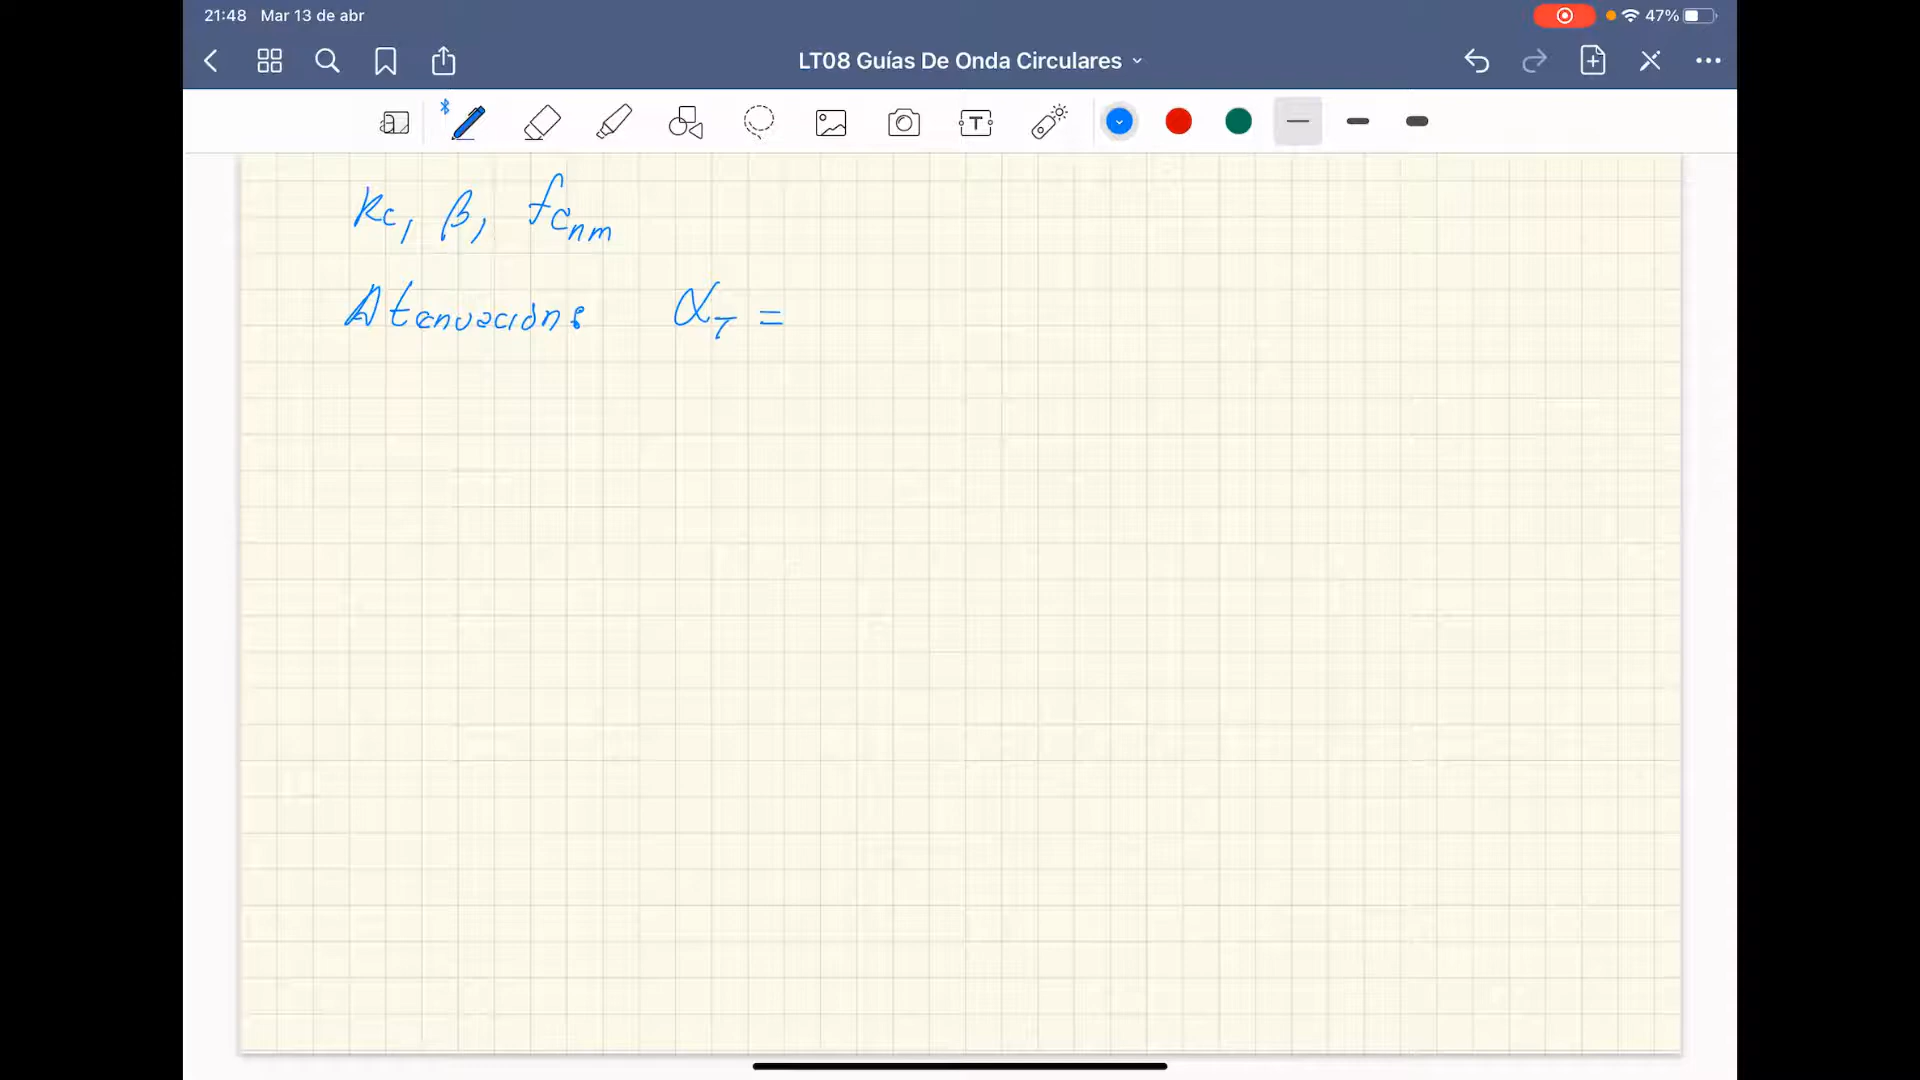 21:48 Mar 13 de abr 47%
LT08 Guías De Onda Circulares
kc, β, fcnm
Atenuación: αT =